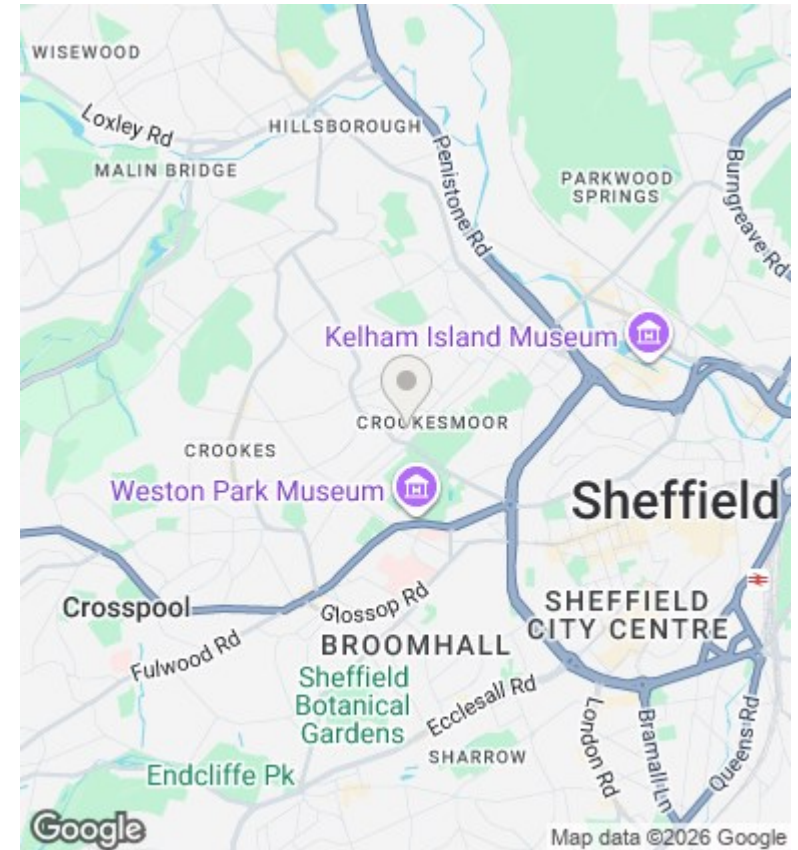 WISEWOOD
Loxley Rd
HILLSBOROUGH
MALIN BRIDGE
Penistone Rd
PARKWOOD
SPRINGS
Burngreave Rd
Kelham Island Museum
CROOKESMOOR
CROOKES
Weston Park Museum
Sheffield
Crosspool
Glossop Rd
SHEFFIELD
CITY CENTRE
Fulwood Rd
BROOMHALL
Sheffield
Botanical
Gardens
Ecclesall Rd
London Rd
Bramall Ln
Queens Rd
SHARROW
Endcliffe Pk
Google
Map data ©2026 Google